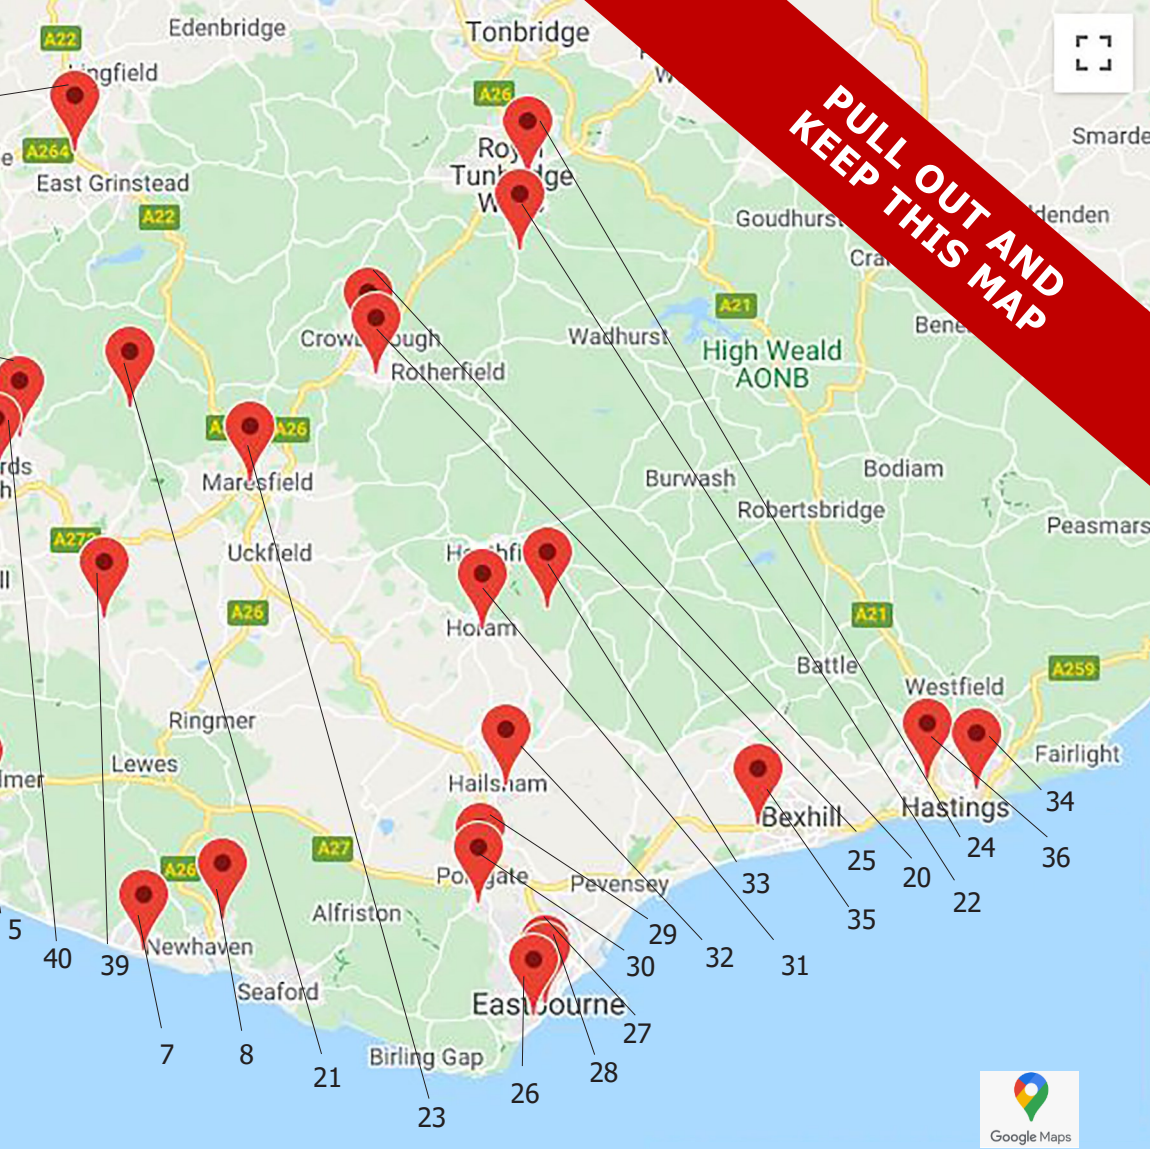 Edenbridge
Tonbridge
A22
Lingfield
A26
A264
East Grinstead
A22
Smarde
Goudhurst
PULL OUT AND
KEEP THIS MAP
A21
Wadhurst
High Weald
AONB
Rotherfield
A26
Maresfield
Burwash
Bodiam
Robertsbridge
Peasmars
A272
Uckfield
A26
Horam
A21
Battle
A259
Westfield
Ringmer
Lewes
Fairlight
Hailsham
Bexhill
Hastings
34
A27
Pevensey
A26
Alfriston
Newhaven
Seaford
Eastbourne
Birling Gap
25
24
36
20
33
22
35
5
29
40
39
32
31
30
27
7
8
28
21
26
23
Google Maps